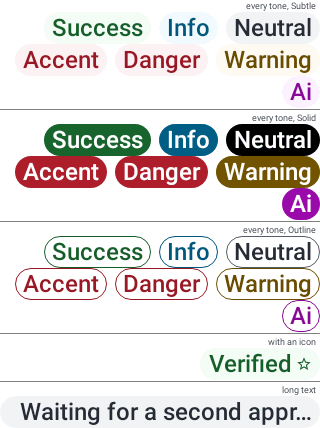 every tone, Subtle
Success Info Neutral
Accent Danger Warning
Ai
every tone, Solid
Success Info Neutral
Accent Danger Warning
Ai
every tone, Outline
Success Info Neutral
Accent Danger Warning
Ai
with an icon
Verified
long text
Waiting for a second appr...